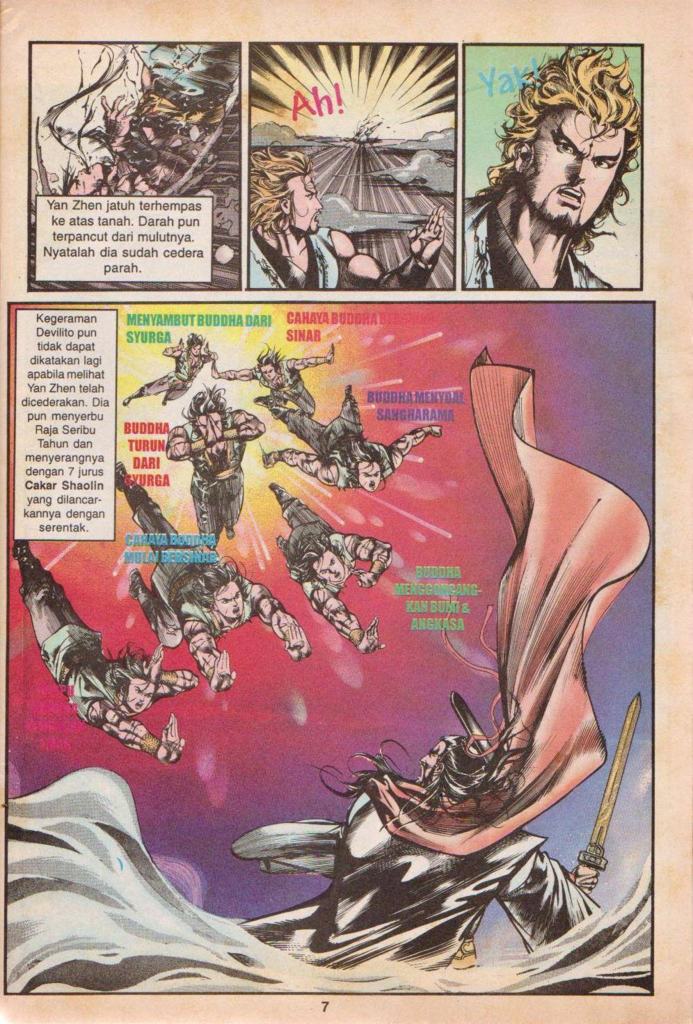 Yan Zhen jatuh terhempas
ke atas tanah. Darah pun
terpancut dari mulutnya.
Nyatalah dia sudah cedera
parah.
Ah!
Yak!
Kegeraman
Devilito pun
tidak dapat
dikatakan lagi
apabila melihat
Yan Zhen telah
dicederakan. Dia
pun menyerbu
Raja Seribu
Tahun dan
menyerangnya
dengan 7 jurus
Cakar Shaolin
yang dilancar-
kannya dengan
serentak.
MENYAMBUT BUDDHA DARI
SYURGA
CAHAYA BUDDHA BERSINAR-
SINAR
BUDDHA MENYDAI
SANGHARAMA
BUDDHA
TURUN
DARI
SYURGA
CAHAYA BUDDHA
MULAI BERSINAR
BUDDHA
MENGGONCANG-
KAN BUMI &
ANGKASA
7